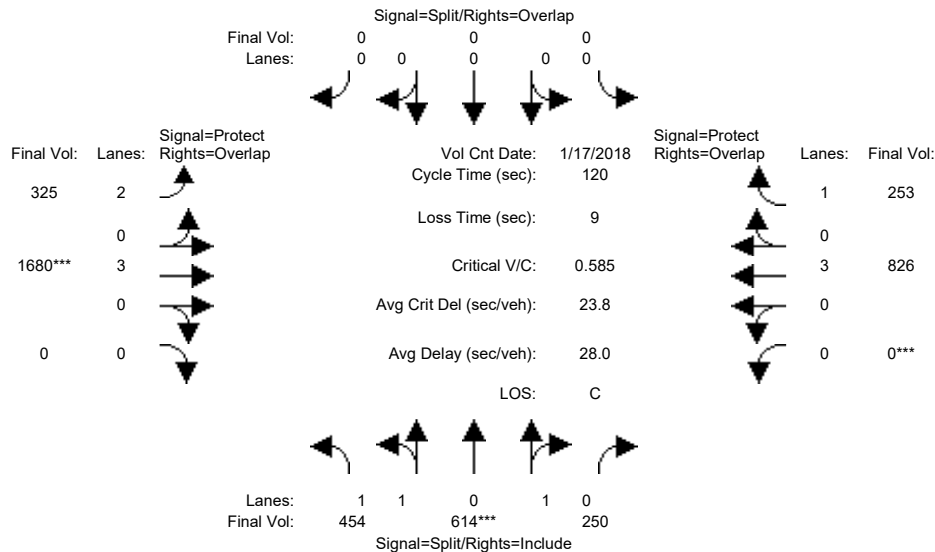 Signal=Split/Rights=Overlap
Final Vol: 0 0 0
Lanes: 0 0 0 0 0
Signal=Protect Signal=Protect
Final Vol: Lanes: Rights=Overlap Vol Cnt Date: 1/17/2018 Rights=Overlap Lanes: Final Vol:
Cycle Time (sec): 120
325 2 1 253
Loss Time (sec): 9
0 0
1680*** 3 Critical V/C: 0.585 3 826
0 Avg Crit Del (sec/veh): 23.8 0
0 0 Avg Delay (sec/veh): 28.0 0 0***
LOS: C
Lanes: 1 1 0 1 0
Final Vol: 454 614*** 250
Signal=Split/Rights=Include